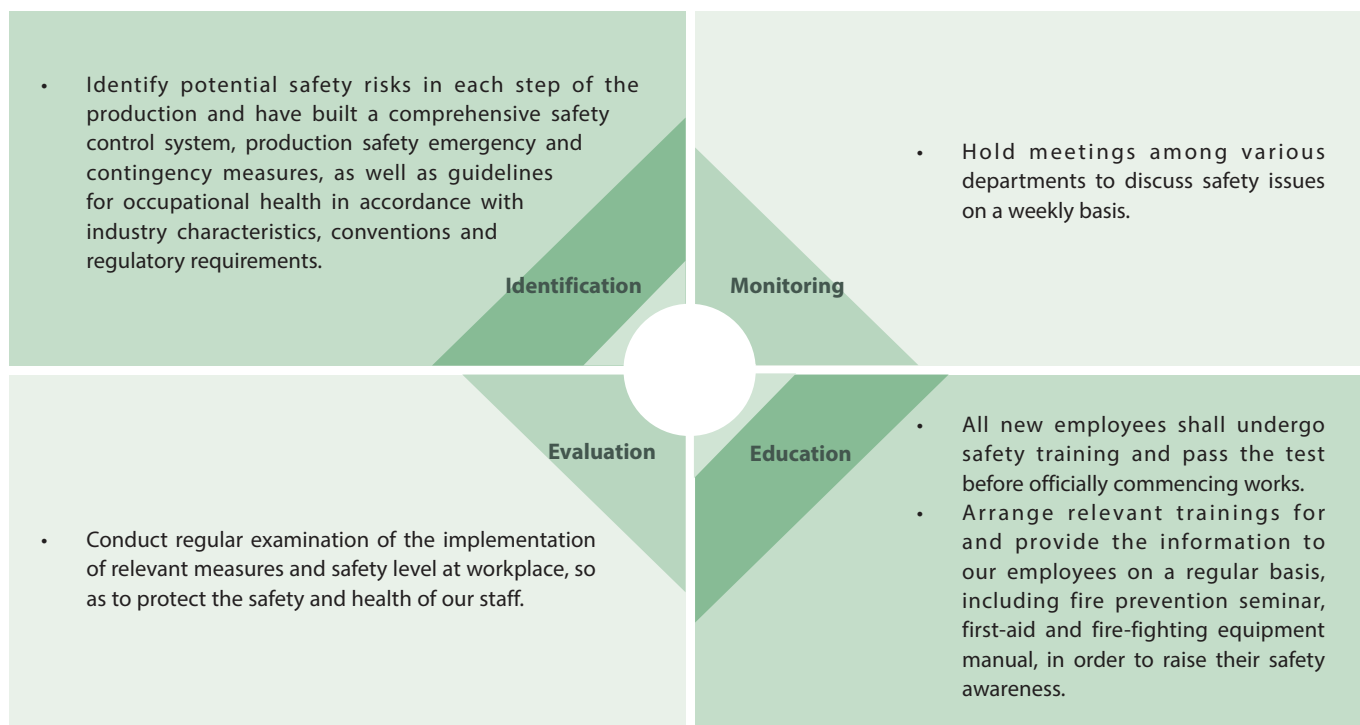 • Identify potential safety risks in each step of the
production and have built a comprehensive safety
control system, production safety emergency and
contingency measures, as well as guidelines
for occupational health in accordance with
industry characteristics, conventions and
regulatory requirements.
Identification
• Hold meetings among various
departments to discuss safety issues
on a weekly basis.
Monitoring
Evaluation
• Conduct regular examination of the implementation
of relevant measures and safety level at workplace, so
as to protect the safety and health of our staff.
Education
• All new employees shall undergo
safety training and pass the test
before officially commencing works.
• Arrange relevant trainings for
and provide the information to
our employees on a regular basis,
including fire prevention seminar,
first-aid and fire-fighting equipment
manual, in order to raise their safety
awareness.